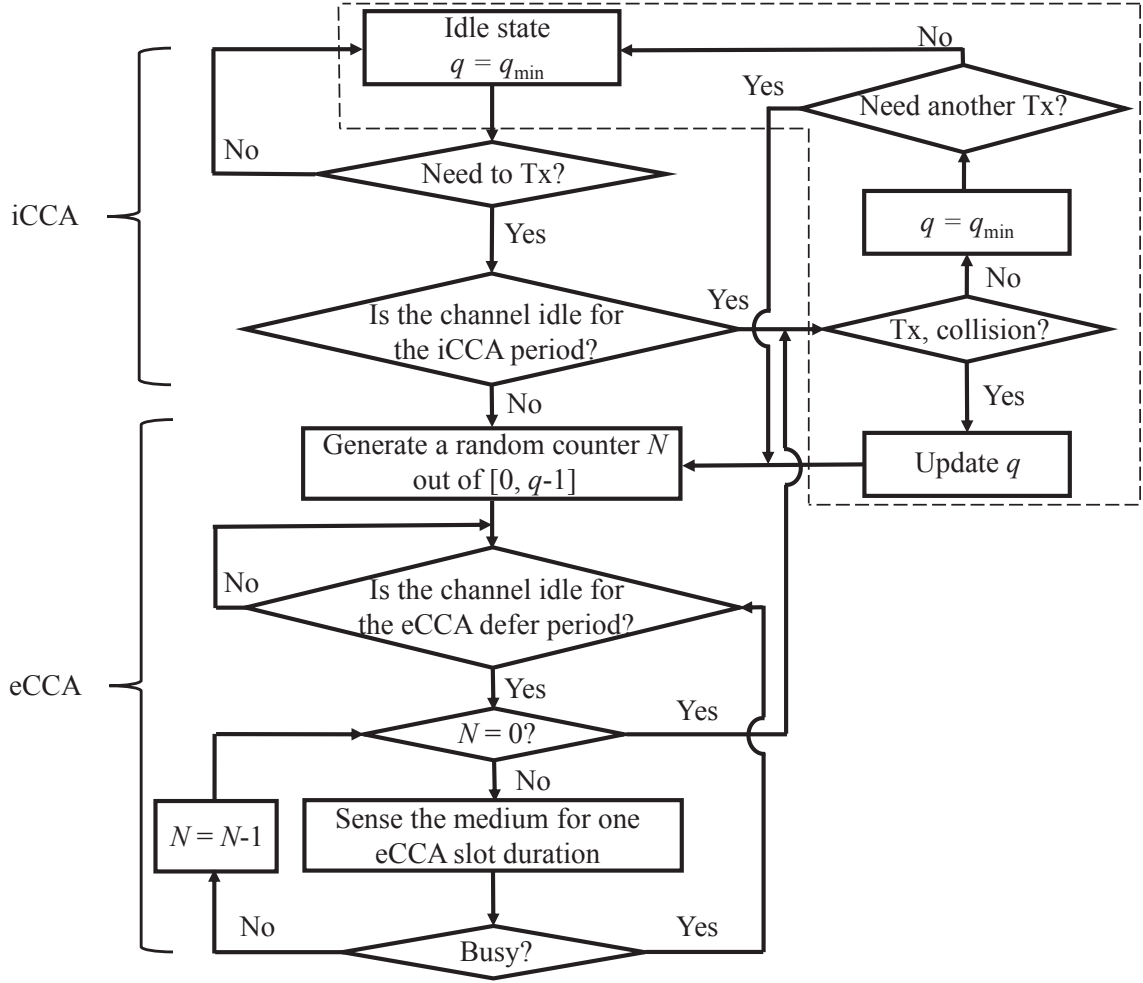 Idle state
q = qmin
No
Yes
Need another Tx?
No
Need to Tx?
iCCA
Yes
q = qmin
No
Is the channel idle for
the iCCA period?
Yes
Tx, collision?
Yes
No
Generate a random counter N
out of [0, q-1]
Update q
No
Is the channel idle for
the eCCA defer period?
eCCA
Yes
N = 0?
Yes
No
N = N-1
Sense the medium for one
eCCA slot duration
No
Yes
Busy?